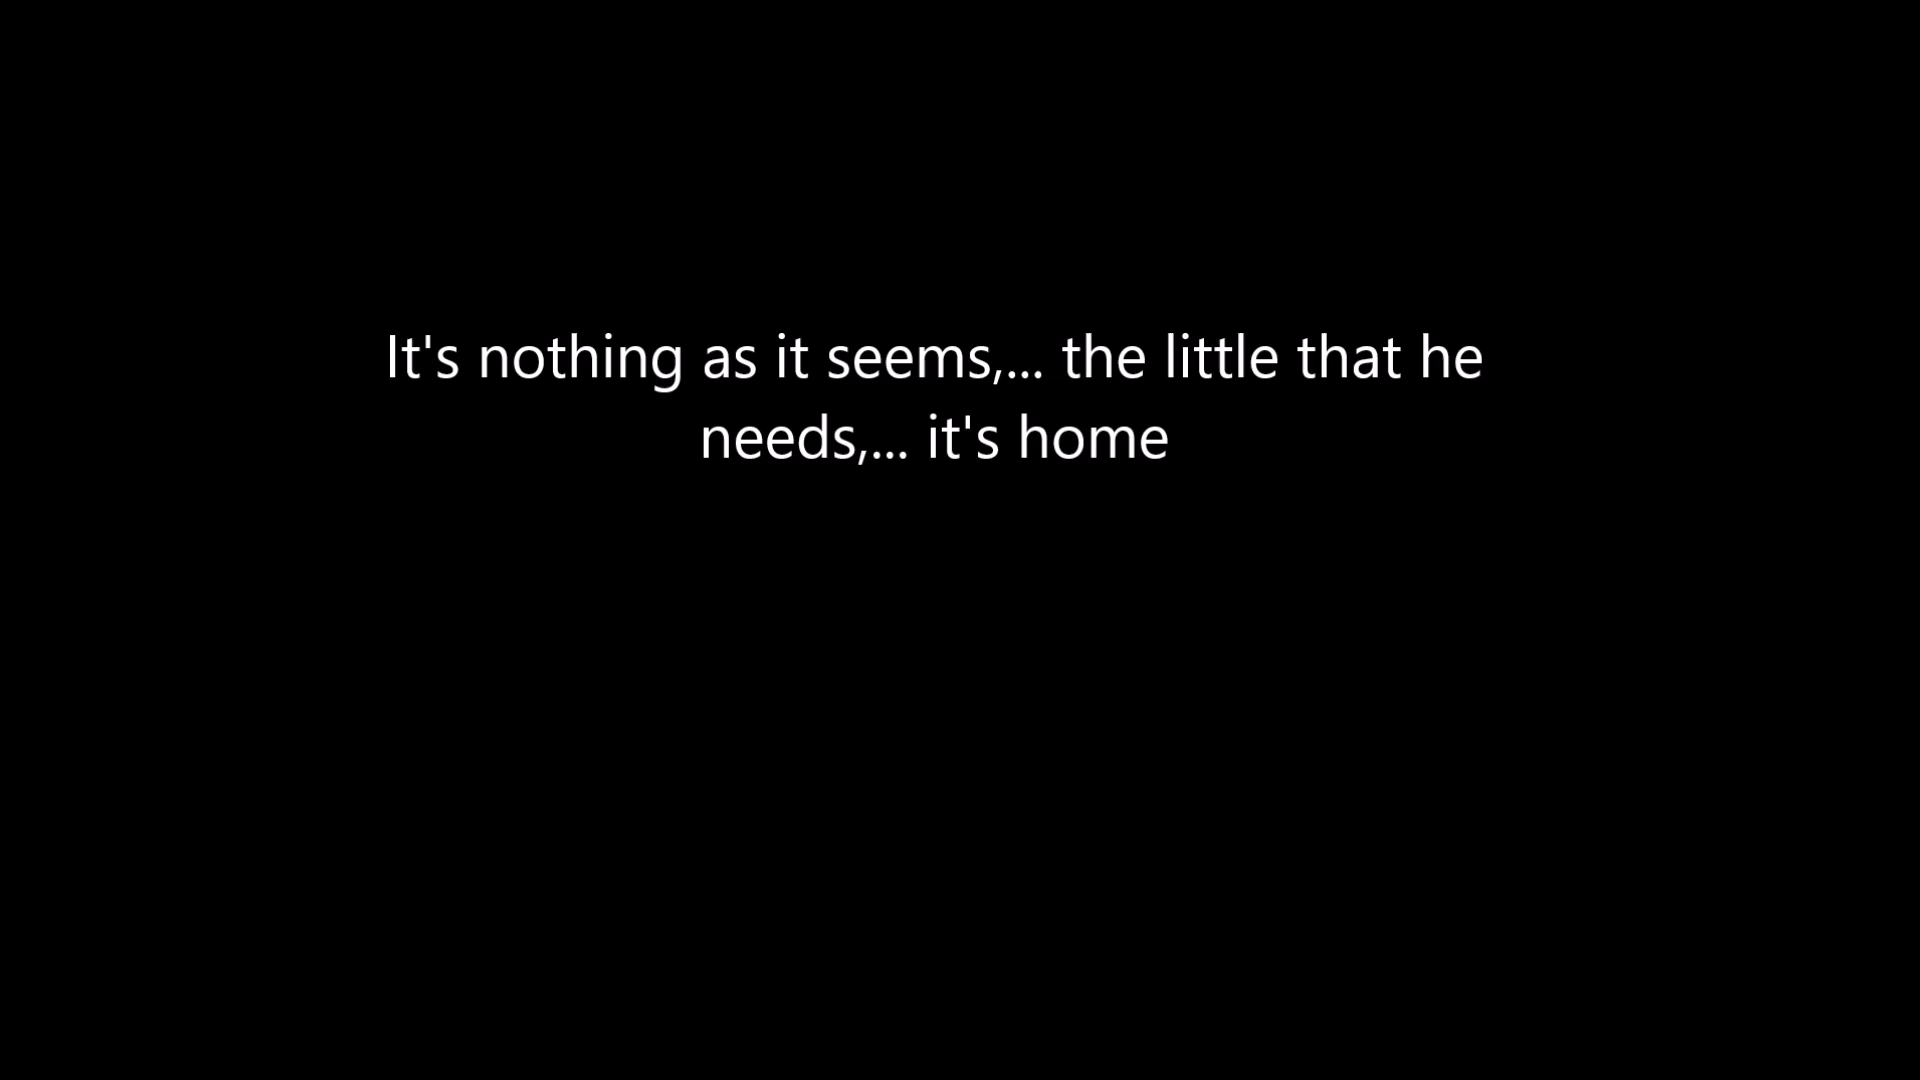 It's nothing as it seems,... the little that he
needs,... it's home